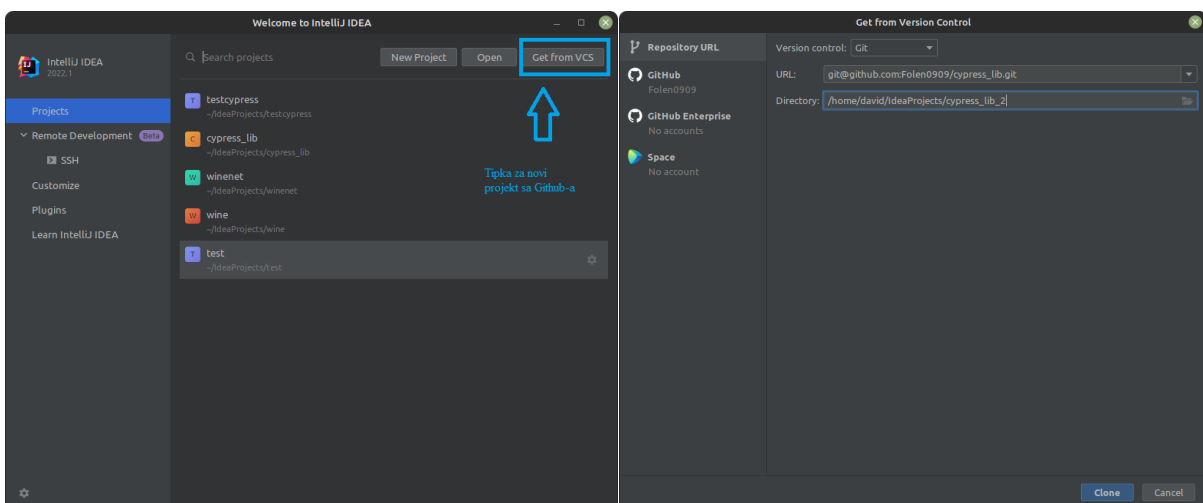 Welcome to IntelliJ IDEA
IntelliJ IDEA
2022.1
Projects
Remote Development Beta
SSH
Customize
Plugins
Learn IntelliJ IDEA
Search projects
New Project
Open
Get from VCS
T
testcypress
~/IdeaProjects/testcypress
C
cypress_lib
~/IdeaProjects/cypress_lib
W
winenet
~/IdeaProjects/winenet
W
wine
~/IdeaProjects/wine
T
test
~/IdeaProjects/test
Tipka za novi
projekt sa Github-a
Get from Version Control
Repository URL
GitHub
Folen0909
GitHub Enterprise
No accounts
Space
No account
Version control: Git
URL: git@github.com:Folen0909/cypress_lib.git
Directory: /home/david/IdeaProjects/cypress_lib_2
Clone
Cancel